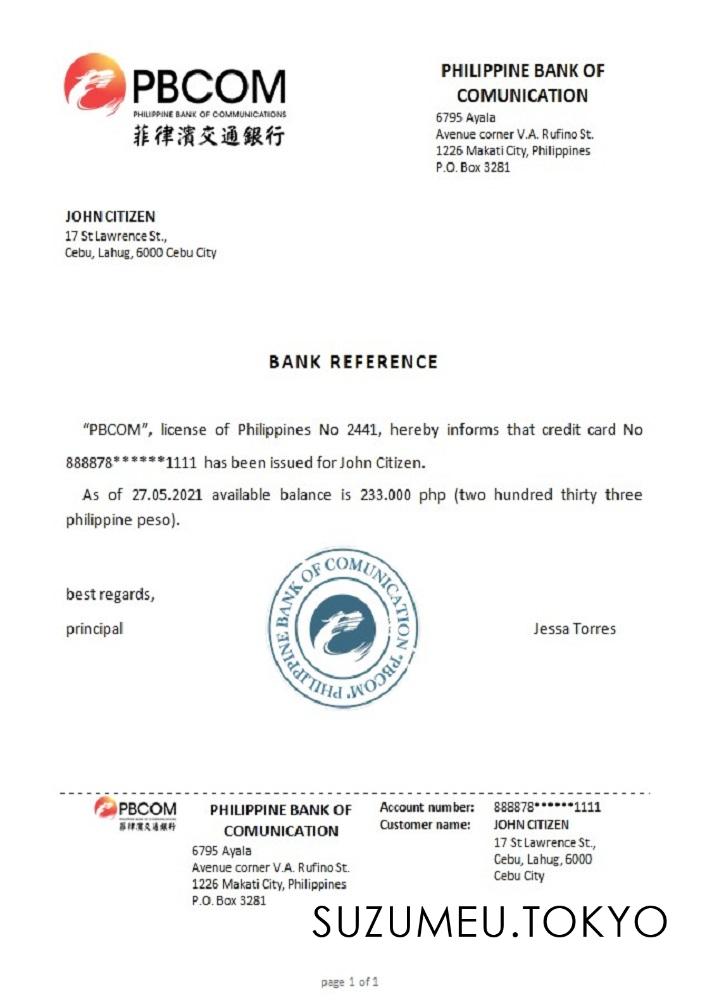 PBCOM
PHILIPPINE BANK OF COMMUNICATIONS
菲律濱交通銀行
PHILIPPINE BANK OF
COMUNICATION
6795 Ayala
Avenue corner V.A. Rufino St.
1226 Makati City, Philippines
P.O. Box 3281
JOHN CITIZEN
17 St Lawrence St.,
Cebu, Lahug, 6000 Cebu City
BANK REFERENCE
“PBCOM”, license of Philippines No 2441, hereby informs that credit card No
888878******1111 has been issued for John Citizen.
As of 27.05.2021 available balance is 233.000 php (two hundred thirty three
philippine peso).
best regards,
principal
PHILIPPINE BANK OF COMUNICATION "PBCOM"
Jessa Torres
PBCOM
菲律濱交通銀行
PHILIPPINE BANK OF
COMUNICATION
6795 Ayala
Avenue corner V.A. Rufino St.
1226 Makati City, Philippines
P.O. Box 3281
Account number: 888878******1111
Customer name: JOHN CITIZEN
17 St Lawrence St.,
Cebu, Lahug, 6000
Cebu City
SUZUMEU.TOKYO
page 1 of 1